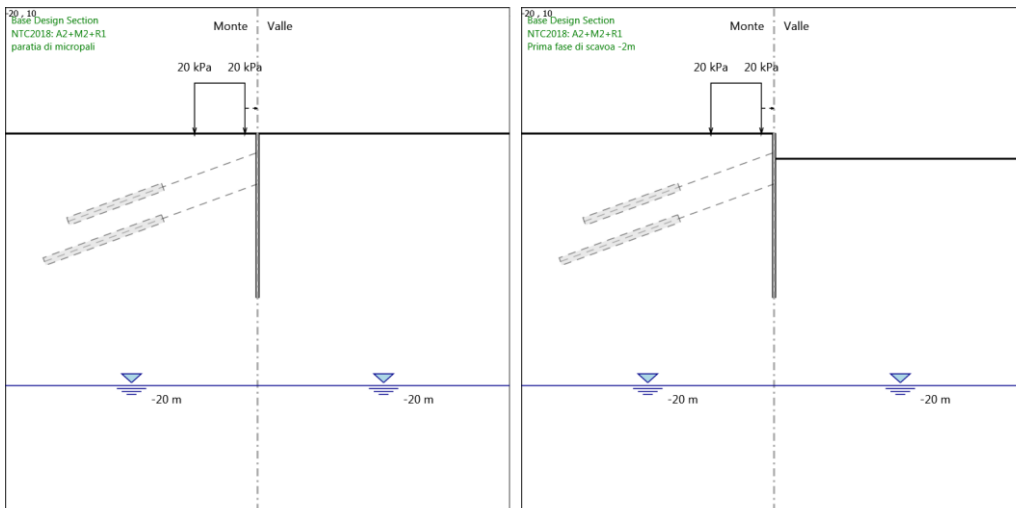 -20 , 10
Base Design Section
NTC2018: A2+M2+R1
paratia di micropali
Monte Valle
20 kPa 20 kPa
-20 m -20 m
-20 , 10
Base Design Section
NTC2018: A2+M2+R1
Prima fase di scavoa -2m
Monte Valle
20 kPa 20 kPa
-20 m -20 m